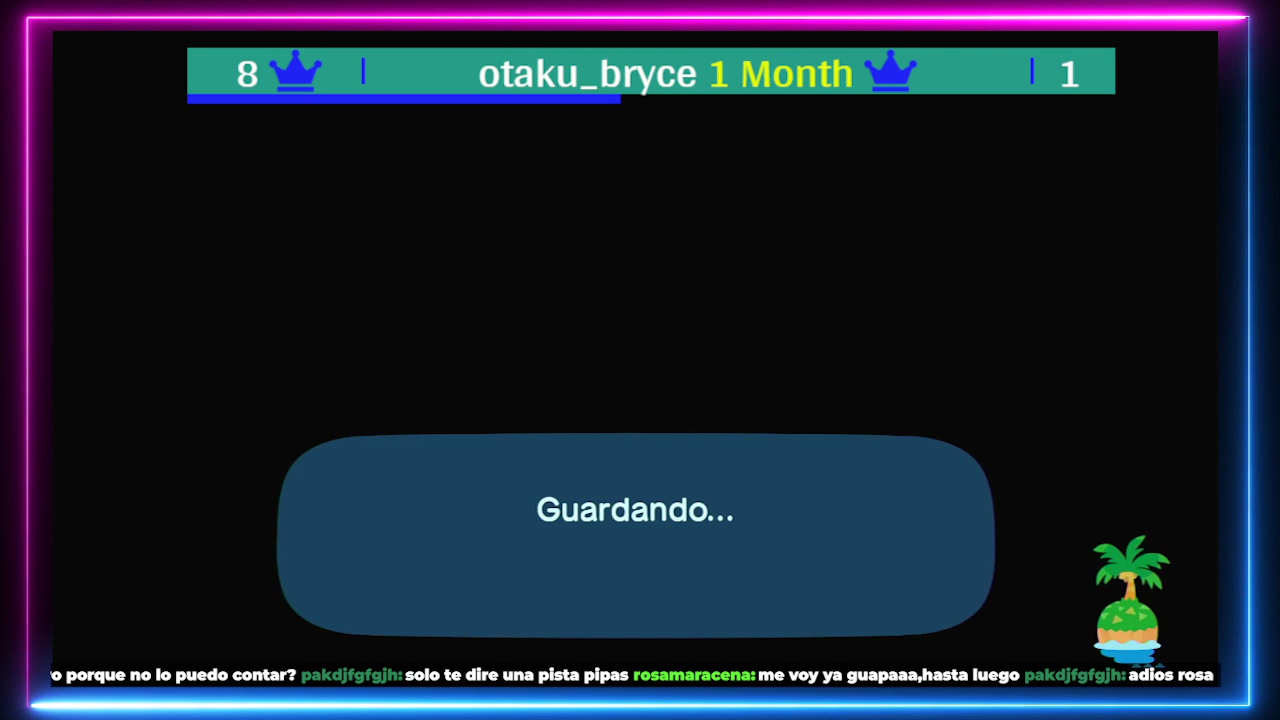 8 otaku_bryce 1 Month 1
Guardando...
o porque no lo puedo contar? pakdjfgfgjh: solo te dire una pista pipas rosamaracena: me voy ya guapaaa,hasta luego pakdjfgfgjh: adios rosa